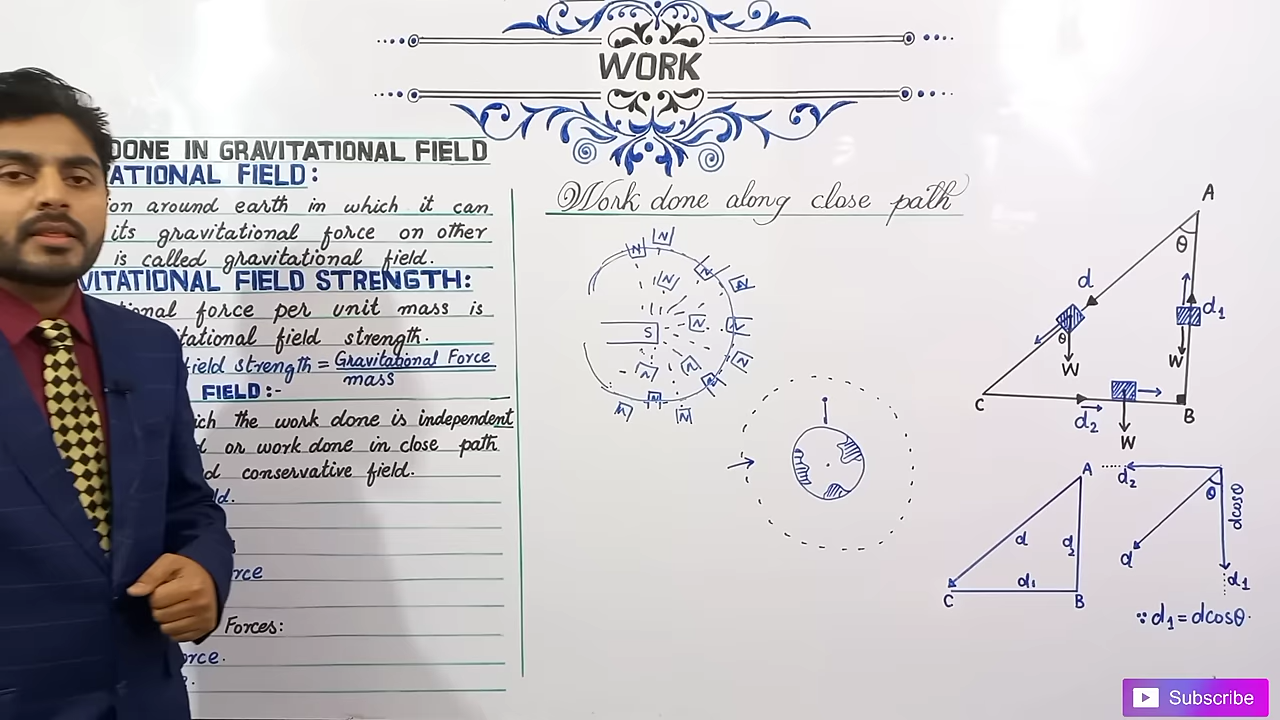 WORK
DONE IN GRAVITATIONAL FIELD
ATIONAL FIELD:
ion around earth in which it can
its gravitational force on other
is called gravitational field.
VITATIONAL FIELD STRENGTH:
ional force per unit mass is
itational field strength.
ield strength = Gravitational Force
mass
FIELD:-
ich the work done is independent
d or work done in close path
d conservative field.
ld.
rce
Forces:
orce.
Work done along close path
N N
N N N
S N N
N N N
N N N
A
θ
d
d1
θ
W
W
C
d2
B
W
A
d
d2
d1
C
B
d2
θ
dcosθ
d
d1
∵ d1 = dcosθ.
Subscribe